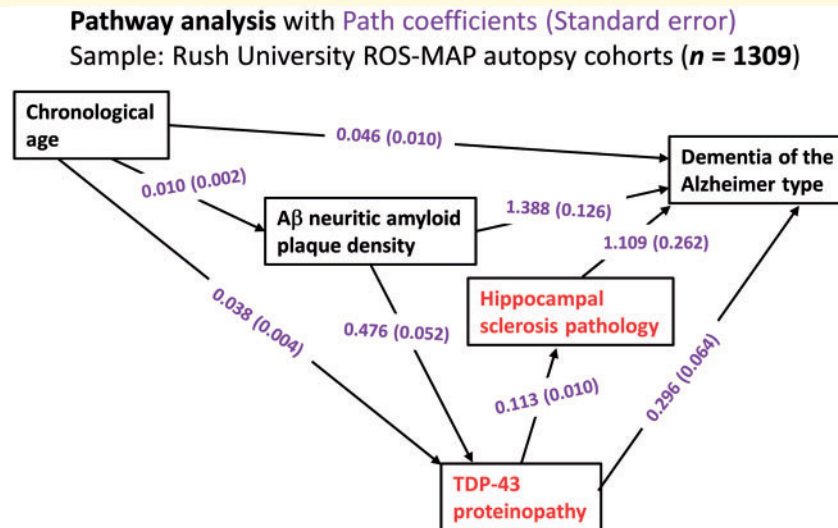 Pathway analysis with Path coefficients (Standard error)
Sample: Rush University ROS-MAP autopsy cohorts (n = 1309)
Chronological
age
0.046 (0.010)
Dementia of the
Alzheimer type
0.010 (0.002)
Aβ neuritic amyloid
plaque density
1.388 (0.126)
1.109 (0.262)
Hippocampal
sclerosis pathology
0.038 (0.004)
0.476 (0.052)
0.113 (0.010)
0.296 (0.064)
TDP-43
proteinopathy